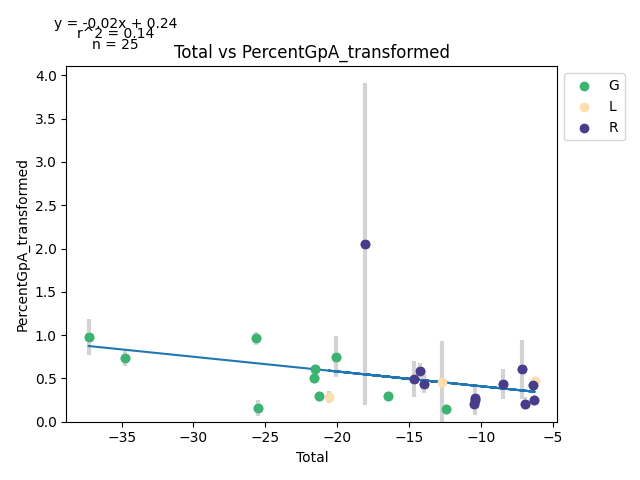 y = -0.02x + 0.24
r^2 = 0.14
n = 25
Total vs PercentGpA_transformed
G
L
R
PercentGpA_transformed
4.0
3.5
3.0
2.5
2.0
1.5
1.0
0.5
0.0
−35
−30
−25
−20
−15
−10
−5
Total